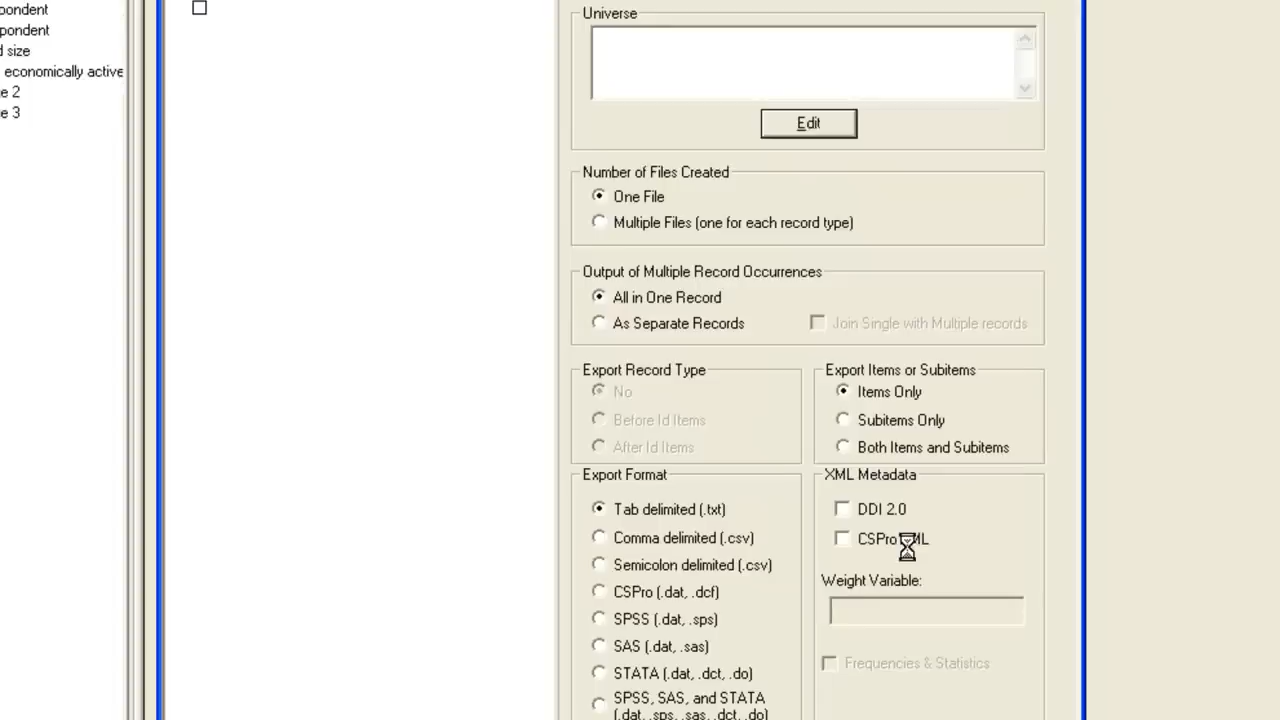 pondent
pondent
d size
economically active
e 2
e 3
Universe
Edit
Number of Files Created
One File
Multiple Files (one for each record type)
Output of Multiple Record Occurrences
All in One Record
As Separate Records
Join Single with Multiple records
Export Record Type
No
Before Id Items
After Id Items
Export Items or Subitems
Items Only
Subitems Only
Both Items and Subitems
Export Format
Tab delimited (.txt)
Comma delimited (.csv)
Semicolon delimited (.csv)
CSPro (.dat, .dcf)
SPSS (.dat, .sps)
SAS (.dat, .sas)
STATA (.dat, .dct, .do)
SPSS, SAS, and STATA
(.dat, .sps, .sas, .dct, .do)
XML Metadata
DDI 2.0
CSPro ML
Weight Variable:
Frequencies & Statistics